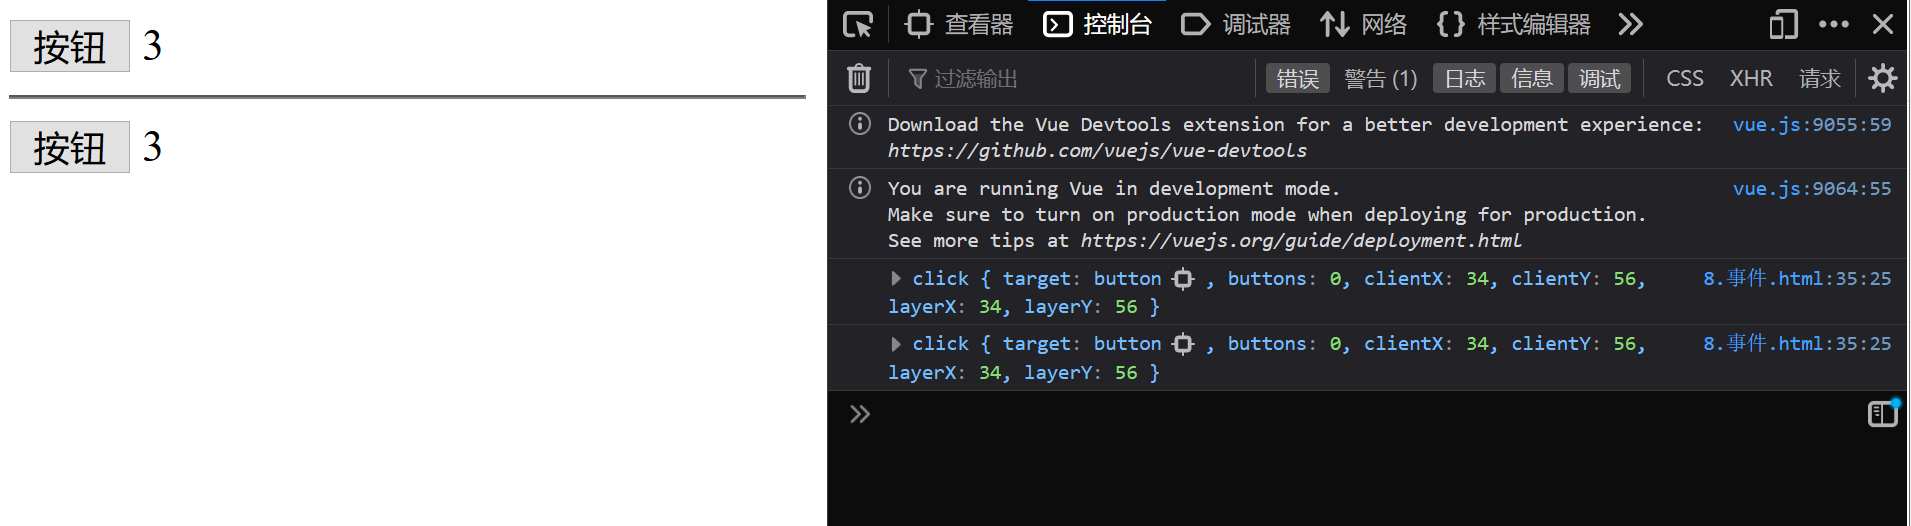 按钮 3
按钮 3
查看器 控制台 调试器 网络 样式编辑器
过滤输出 错误 警告 (1) 日志 信息 调试 CSS XHR 请求
Download the Vue Devtools extension for a better development experience: vue.js:9055:59
https://github.com/vuejs/vue-devtools
You are running Vue in development mode. vue.js:9064:55
Make sure to turn on production mode when deploying for production.
See more tips at https://vuejs.org/guide/deployment.html
click { target: button , buttons: 0, clientX: 34, clientY: 56, 8.事件.html:35:25
layerX: 34, layerY: 56 }
click { target: button , buttons: 0, clientX: 34, clientY: 56, 8.事件.html:35:25
layerX: 34, layerY: 56 }